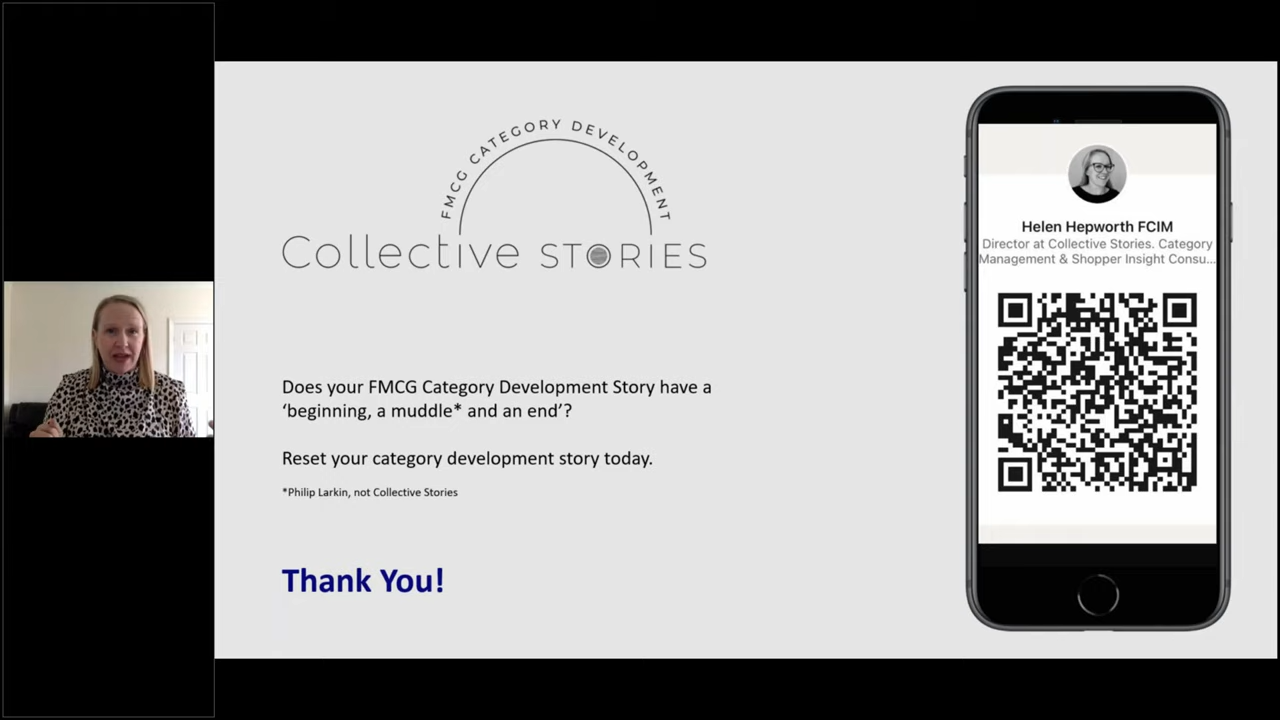 FMCG CATEGORY DEVELOPMENT
Collective STORIES
Does your FMCG Category Development Story have a
‘beginning, a muddle* and an end’?
Reset your category development story today.
*Philip Larkin, not Collective Stories
Thank You!
Helen Hepworth FCIM
Director at Collective Stories. Category
Management & Shopper Insight Consu...